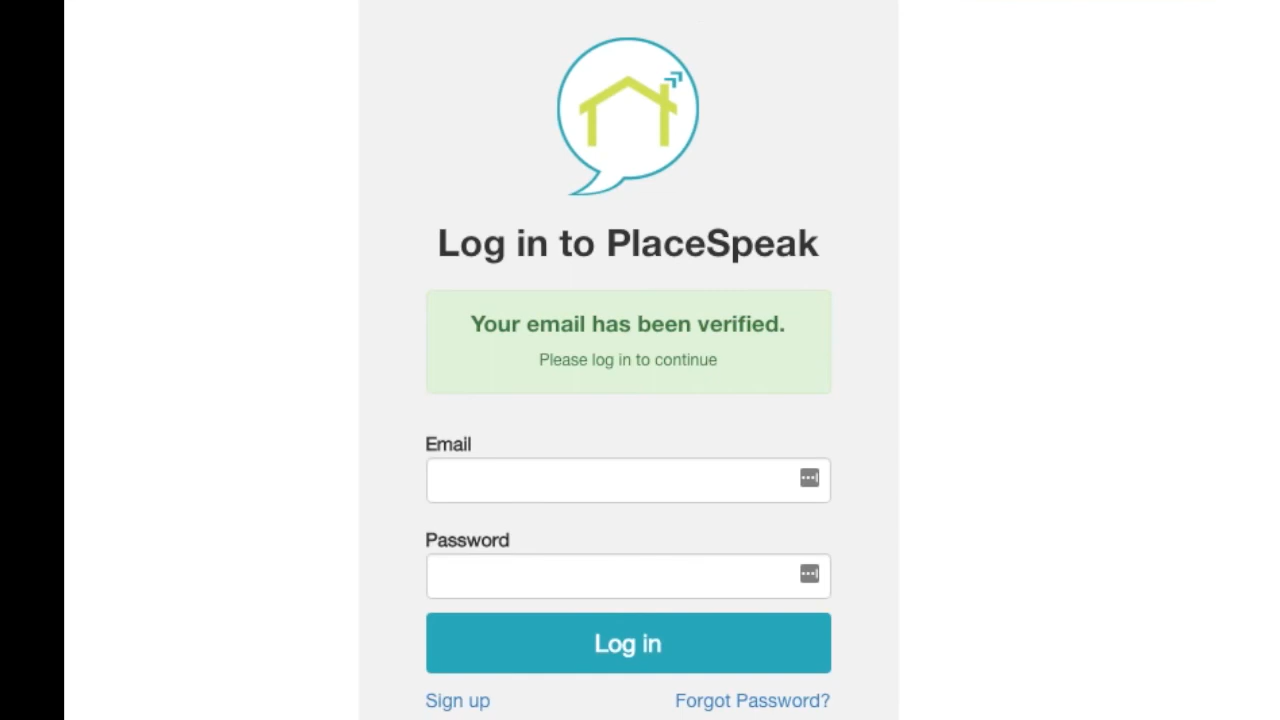 Log in to PlaceSpeak
Your email has been verified.
Please log in to continue
Email
Password
Log in
Sign up
Forgot Password?